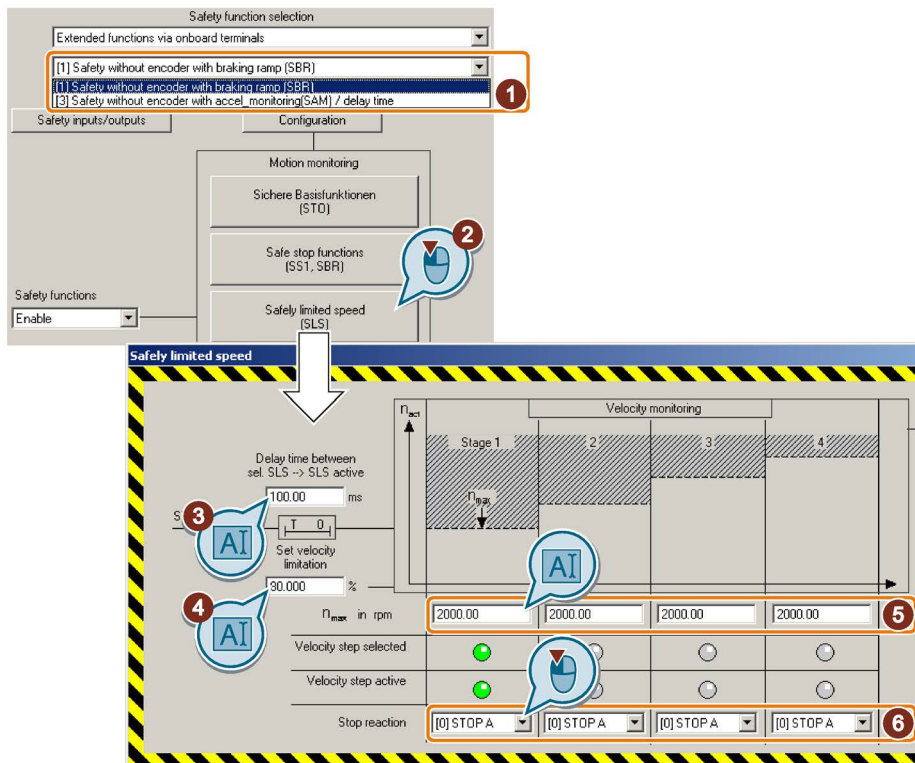 Safety function selection
Extended functions via onboard terminals
[1] Safety without encoder with braking ramp (SBR)
[1] Safety without encoder with braking ramp (SBR)
[3] Safety without encoder with accel_monitoring(SAM) / delay time
1
Safety inputs/outputs
Configuration
Motion monitoring
Sichere Basisfunktionen
(STO)
2
Safe stop functions
(SS1, SBR)
Safety functions
Enable
Safely limited speed
(SLS)
Safely limited speed
nact
Velocity monitoring
Stage 1 2 3 4
Delay time between
sel. SLS --> SLS active
nmax
100.00 ms
3
S
AI
T 0
Set velocity
limitation
AI
30.000 %
4
AI
nmax in rpm 2000.00 2000.00 2000.00 2000.00 5
Velocity step selected
Velocity step active
Stop reaction [0] STOP A [0] STOP A [0] STOP A [0] STOP A 6